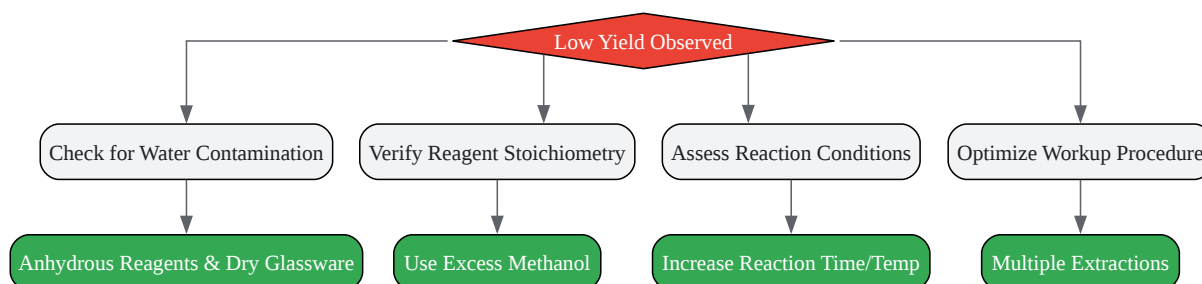 Low Yield Observed
Check for Water Contamination
Verify Reagent Stoichiometry
Assess Reaction Conditions
Optimize Workup Procedure
Anhydrous Reagents & Dry Glassware
Use Excess Methanol
Increase Reaction Time/Temp
Multiple Extractions